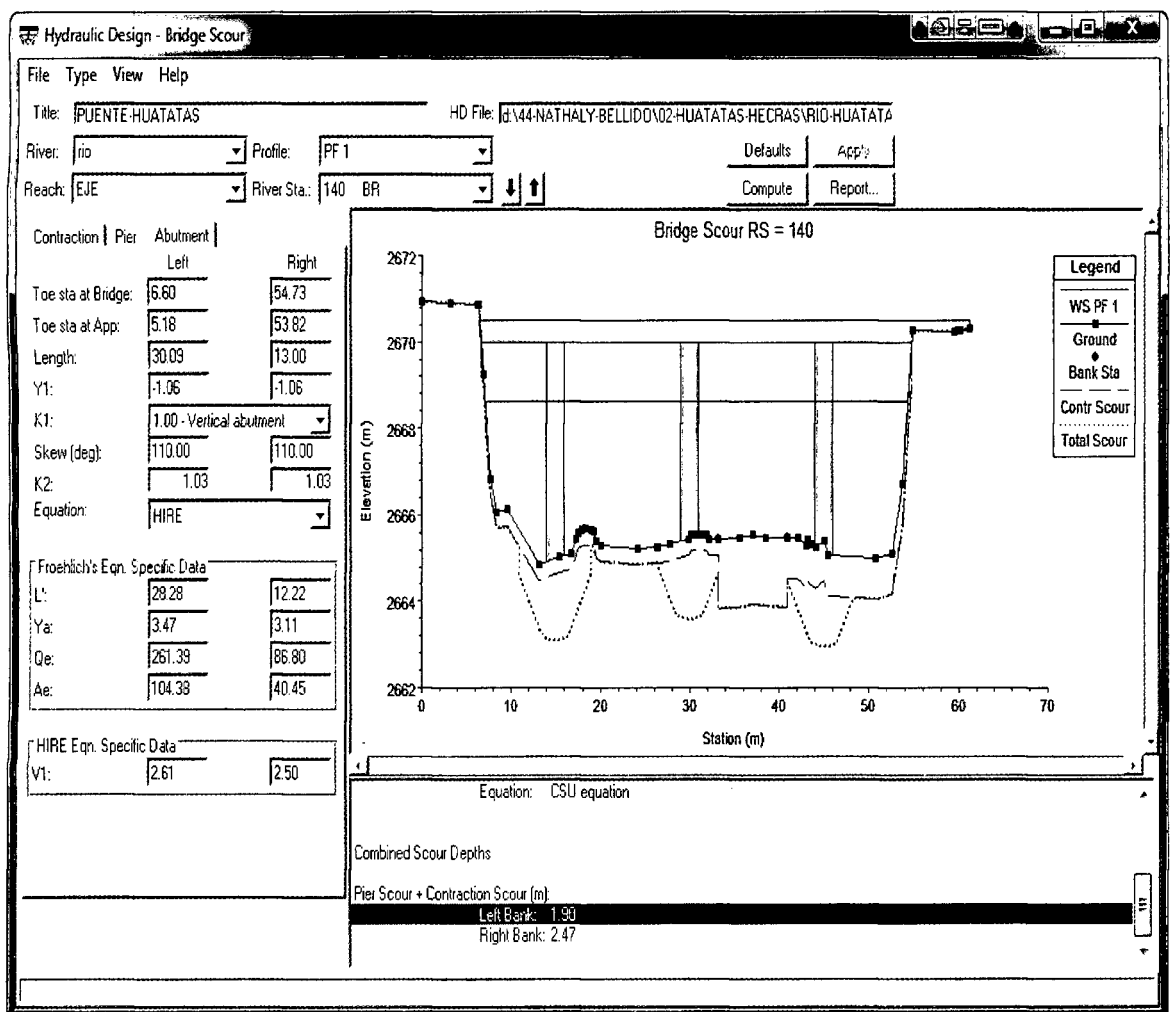 Hydraulic Design - Bridge Scour
File Type View Help
Title: PUENTE-HUATATAS HD File: d:\44-NATHALY-BELLIDO\02-HUATATAS-HECRAS\RIO-HUATATA
River: rio Profile: PF 1 Defaults Apply
Reach: EJE River Sta.: 140 BR Compute Report...
Contraction Pier Abutment
Left Right
Toe sta at Bridge: 6.60 54.73
Toe sta at App: 5.18 53.82
Length: 30.09 13.00
Y1: -1.06 -1.06
K1: 1.00 - Vertical abutment
Skew (deg): 110.00 110.00
K2: 1.03 1.03
Equation: HIRE
Froehlich's Eqn. Specific Data
L': 28.28 12.22
Ya: 3.47 3.11
Qe: 261.39 86.80
Ae: 104.38 40.45
HIRE Eqn. Specific Data
V1: 2.61 2.50
Bridge Scour RS = 140
Elevation (m)
2672
2670
2668
2666
2664
2662
0 10 20 30 40 50 60 70
Station (m)
Legend
WS PF 1
Ground
Bank Sta
Contr Scour
Total Scour
Equation: CSU equation
Combined Scour Depths
Pier Scour + Contraction Scour (m):
Left Bank: 1.90
Right Bank: 2.47